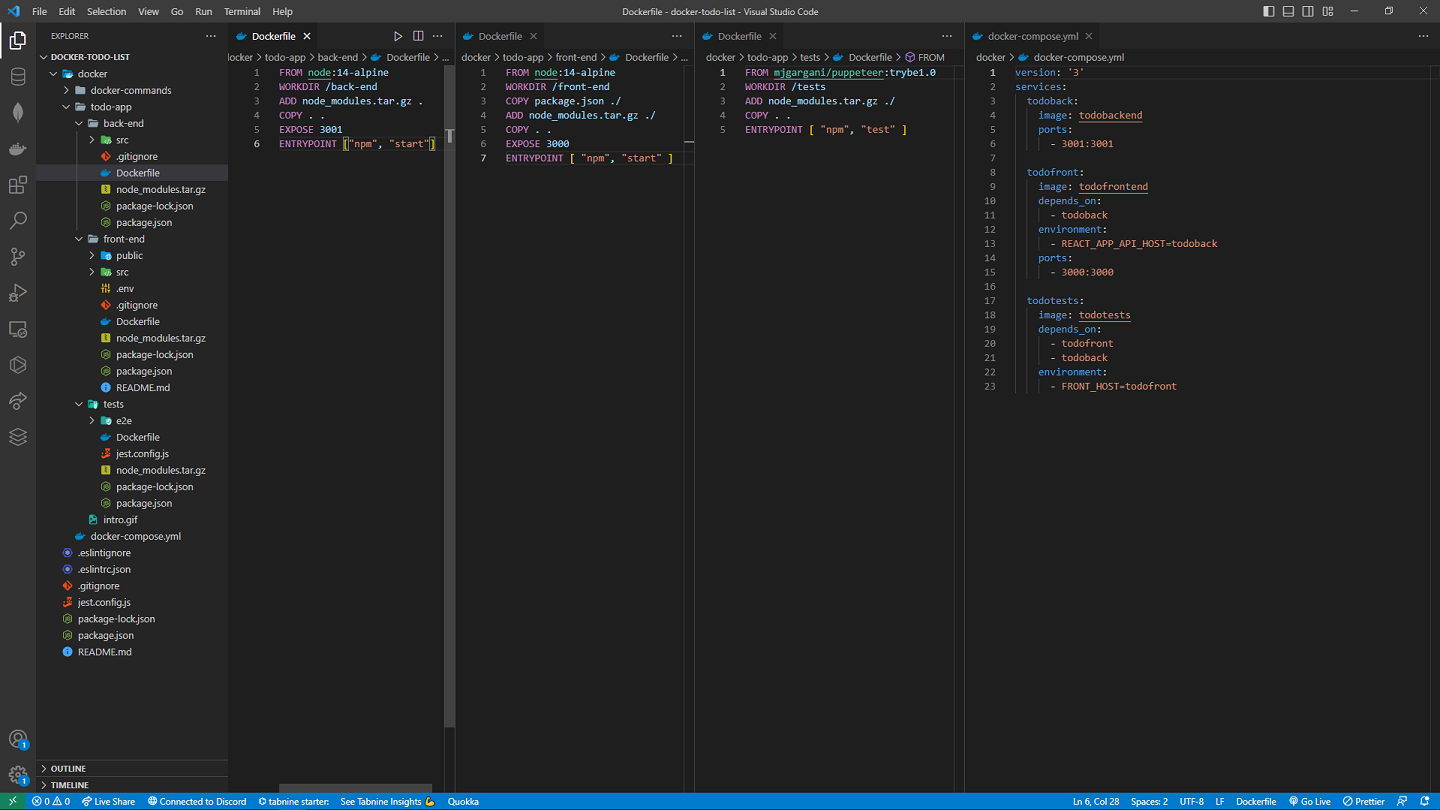 File Edit Selection View Go Run Terminal Help
Dockerfile - docker-todo-list - Visual Studio Code
EXPLORER
DOCKER-TODO-LIST
docker
docker-commands
todo-app
back-end
src
.gitignore
Dockerfile
node_modules.tar.gz
package-lock.json
package.json
front-end
public
src
.env
.gitignore
Dockerfile
node_modules.tar.gz
package-lock.json
package.json
README.md
tests
e2e
Dockerfile
jest.config.js
node_modules.tar.gz
package-lock.json
package.json
intro.gif
docker-compose.yml
.eslintignore
.eslintrc.json
.gitignore
jest.config.js
package-lock.json
package.json
README.md
OUTLINE
TIMELINE
1
1
Dockerfile
docker > todo-app > back-end > Dockerfile > ...
1 FROM node:14-alpine
2 WORKDIR /back-end
3 ADD node_modules.tar.gz .
4 COPY . .
5 EXPOSE 3001
6 ENTRYPOINT ["npm", "start"]
Dockerfile
docker > todo-app > front-end > Dockerfile > ...
1 FROM node:14-alpine
2 WORKDIR /front-end
3 COPY package.json ./
4 ADD node_modules.tar.gz ./
5 COPY . .
6 EXPOSE 3000
7 ENTRYPOINT [ "npm", "start" ]
Dockerfile
docker > todo-app > tests > Dockerfile > FROM
1 FROM mjgargani/puppeteer:trybe1.0
2 WORKDIR /tests
3 ADD node_modules.tar.gz ./
4 COPY . .
5 ENTRYPOINT [ "npm", "test" ]
docker-compose.yml
docker > docker-compose.yml
1 version: '3'
2 services:
3 todoback:
4 image: todobackend
5 ports:
6 - 3001:3001
7
8 todofront:
9 image: todofrontend
10 depends_on:
11 - todoback
12 environment:
13 - REACT_APP_API_HOST=todoback
14 ports:
15 - 3000:3000
16
17 todotests:
18 image: todotests
19 depends_on:
20 - todofront
21 - todoback
22 environment:
23 - FRONT_HOST=todofront
0 0 Live Share Connected to Discord tabnine starter: See Tabnine Insights 💪 Quokka Ln 6, Col 28 Spaces: 2 UTF-8 LF Dockerfile Go Live Prettier